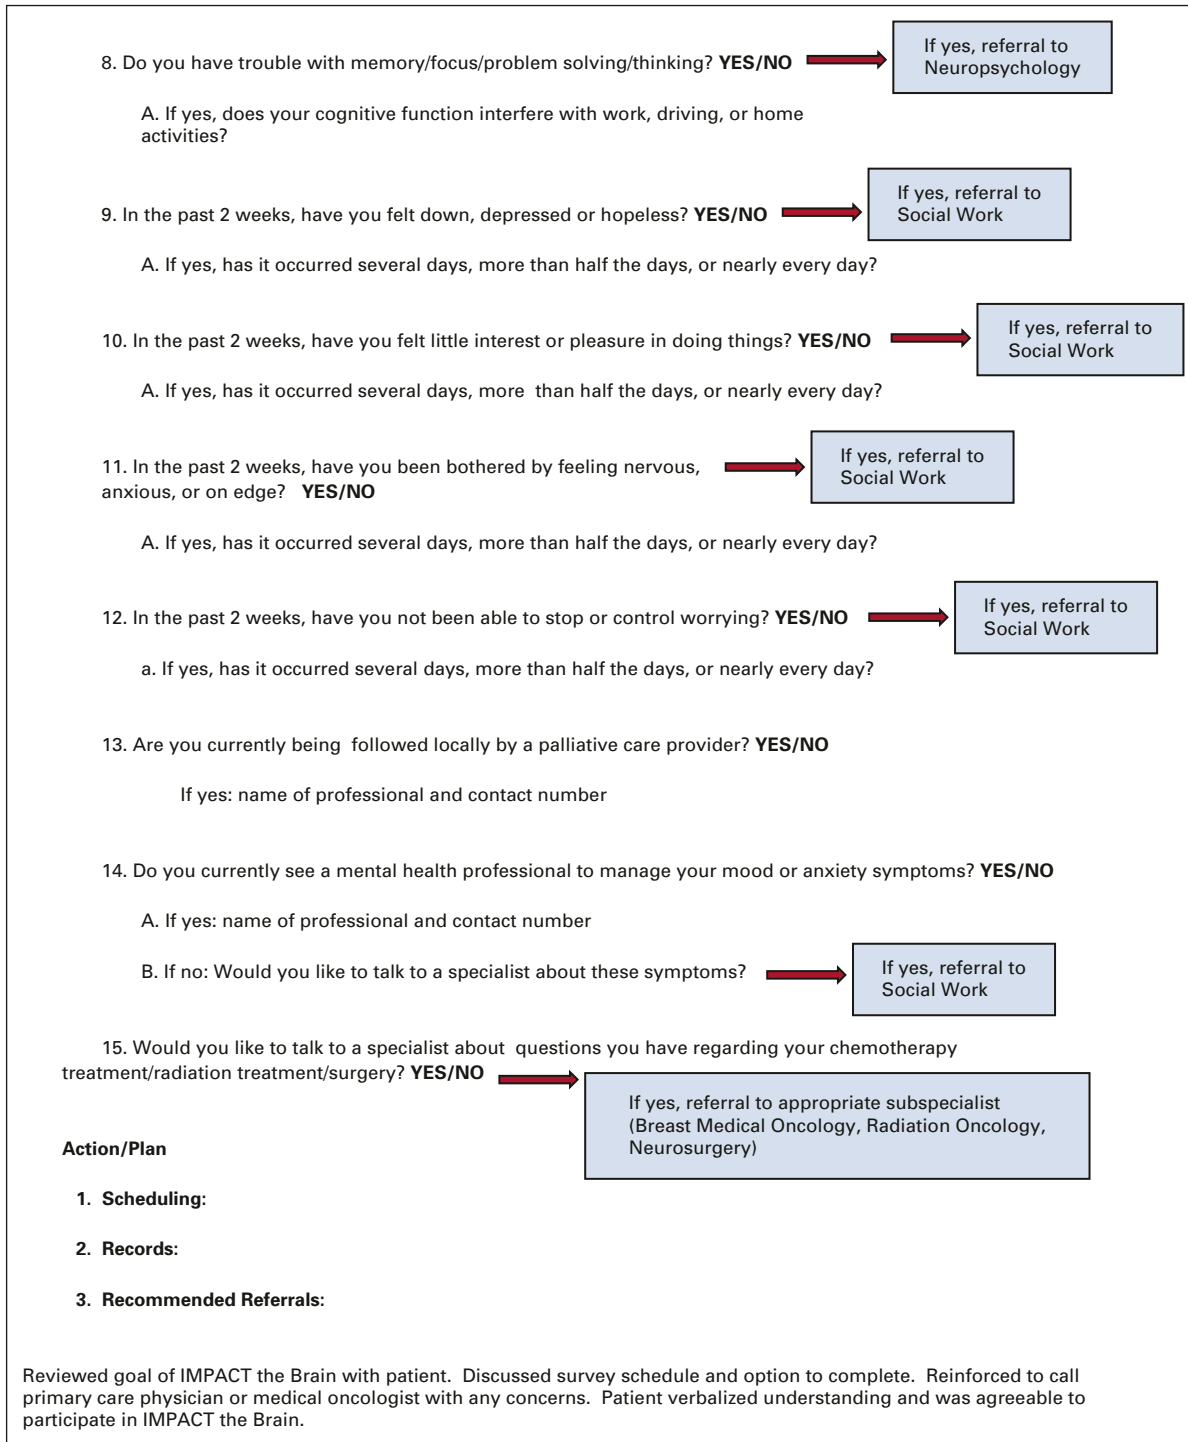 8. Do you have trouble with memory/focus/problem solving/thinking? YES/NO
If yes, referral to
Neuropsychology
A. If yes, does your cognitive function interfere with work, driving, or home
activities?
9. In the past 2 weeks, have you felt down, depressed or hopeless? YES/NO
If yes, referral to
Social Work
A. If yes, has it occurred several days, more than half the days, or nearly every day?
10. In the past 2 weeks, have you felt little interest or pleasure in doing things? YES/NO
If yes, referral to
Social Work
A. If yes, has it occurred several days, more than half the days, or nearly every day?
11. In the past 2 weeks, have you been bothered by feeling nervous,
anxious, or on edge? YES/NO
If yes, referral to
Social Work
A. If yes, has it occurred several days, more than half the days, or nearly every day?
12. In the past 2 weeks, have you not been able to stop or control worrying? YES/NO
If yes, referral to
Social Work
a. If yes, has it occurred several days, more than half the days, or nearly every day?
13. Are you currently being followed locally by a palliative care provider? YES/NO
If yes: name of professional and contact number
14. Do you currently see a mental health professional to manage your mood or anxiety symptoms? YES/NO
A. If yes: name of professional and contact number
B. If no: Would you like to talk to a specialist about these symptoms?
If yes, referral to
Social Work
15. Would you like to talk to a specialist about questions you have regarding your chemotherapy
treatment/radiation treatment/surgery? YES/NO
If yes, referral to appropriate subspecialist
(Breast Medical Oncology, Radiation Oncology,
Neurosurgery)
Action/Plan
1. Scheduling:
2. Records:
3. Recommended Referrals:
Reviewed goal of IMPACT the Brain with patient. Discussed survey schedule and option to complete. Reinforced to call
primary care physician or medical oncologist with any concerns. Patient verbalized understanding and was agreeable to
participate in IMPACT the Brain.